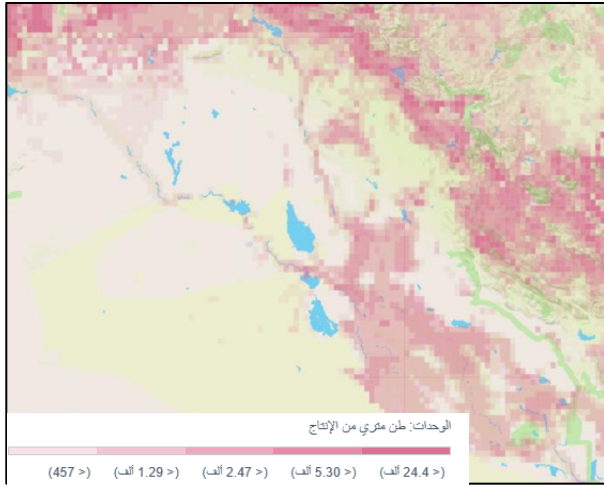 الوحدات: طن متري من الإنتاج
(< 457) (< 1.29 ألف) (< 2.47 ألف) (< 5.30 ألف) (< 24.4 ألف)